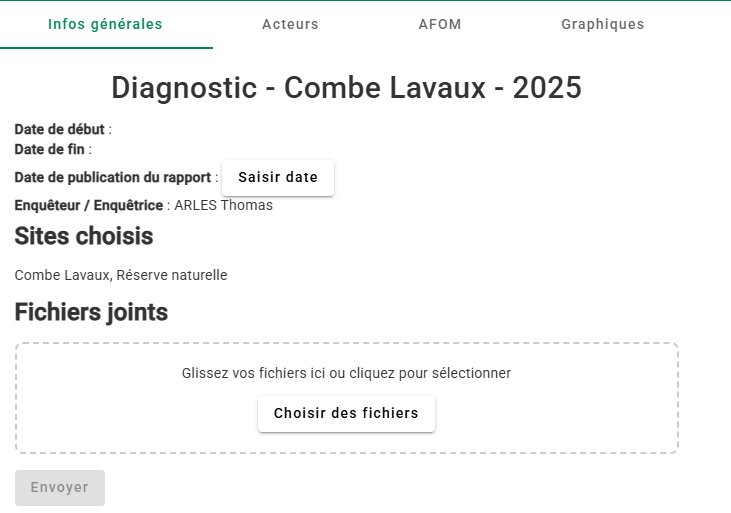 Infos générales Acteurs AFOM Graphiques
Diagnostic - Combe Lavaux - 2025
Date de début :
Date de fin :
Date de publication du rapport : Saisir date
Enquêteur / Enquêtrice : ARLES Thomas
Sites choisis
Combe Lavaux, Réserve naturelle
Fichiers joints
Glissez vos fichiers ici ou cliquez pour sélectionner
Choisir des fichiers
Envoyer